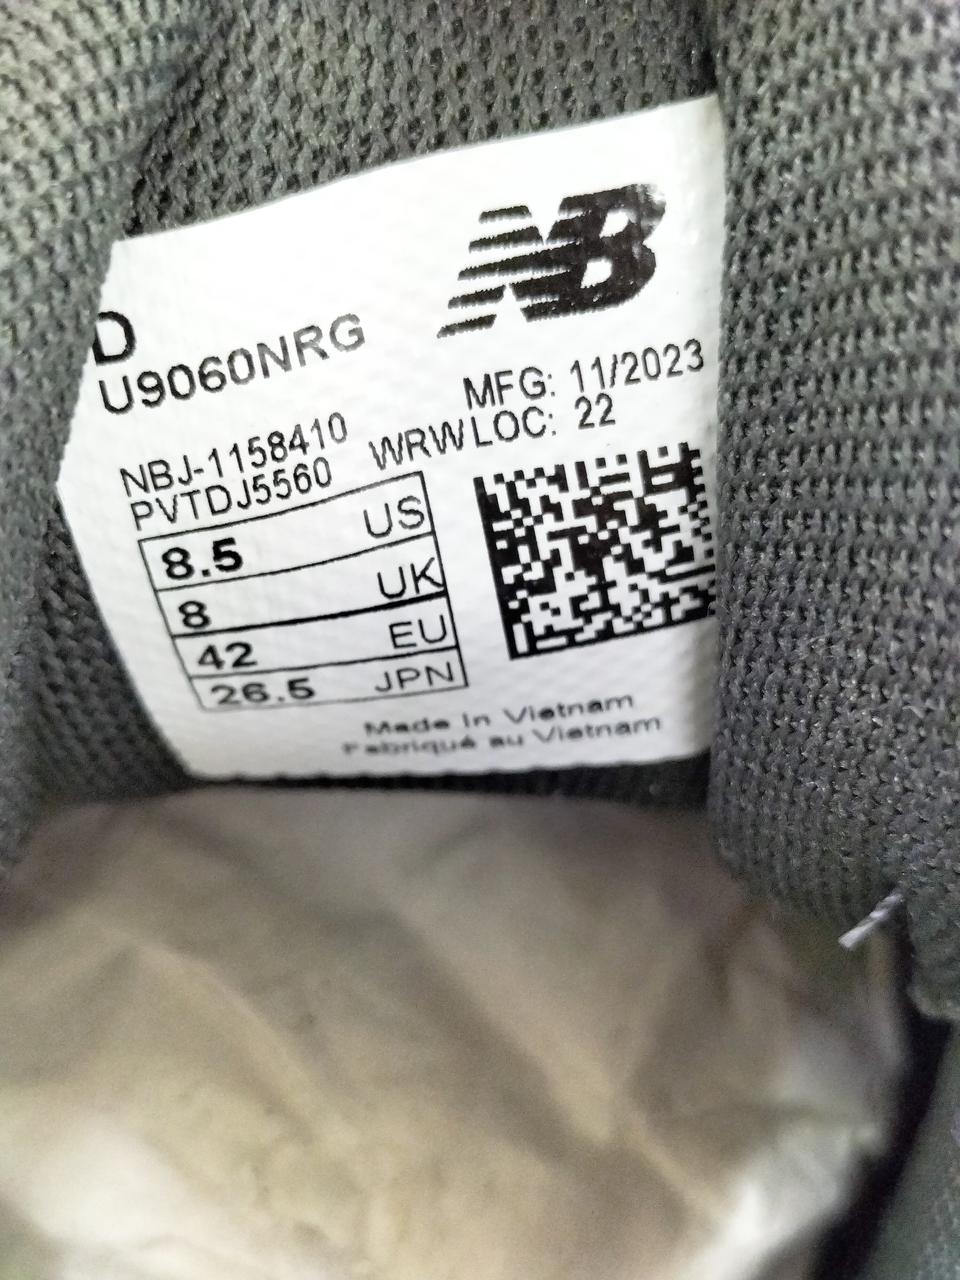 NB
D
U9060NRG
MFG: 11/2023
NBJ-1158410 WRWLOC: 22
PVTDJ5560
8.5 US
8 UK
42 EU
26.5 JPN
Made In Vietnam
Fabriqué au Vietnam